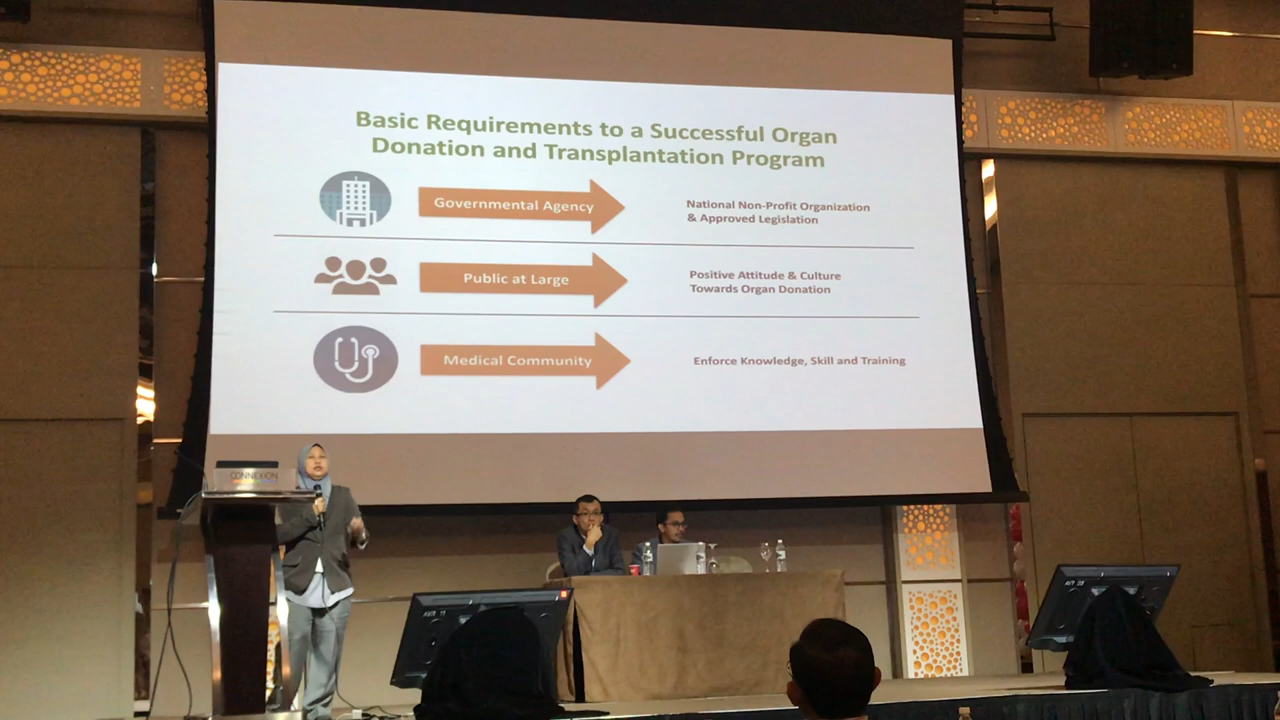 Basic Requirements to a Successful Organ
Donation and Transplantation Program
Governmental Agency
National Non-Profit Organization
& Approved Legislation
Public at Large
Positive Attitude & Culture
Towards Organ Donation
Medical Community
Enforce Knowledge, Skill and Training
CONNEXION